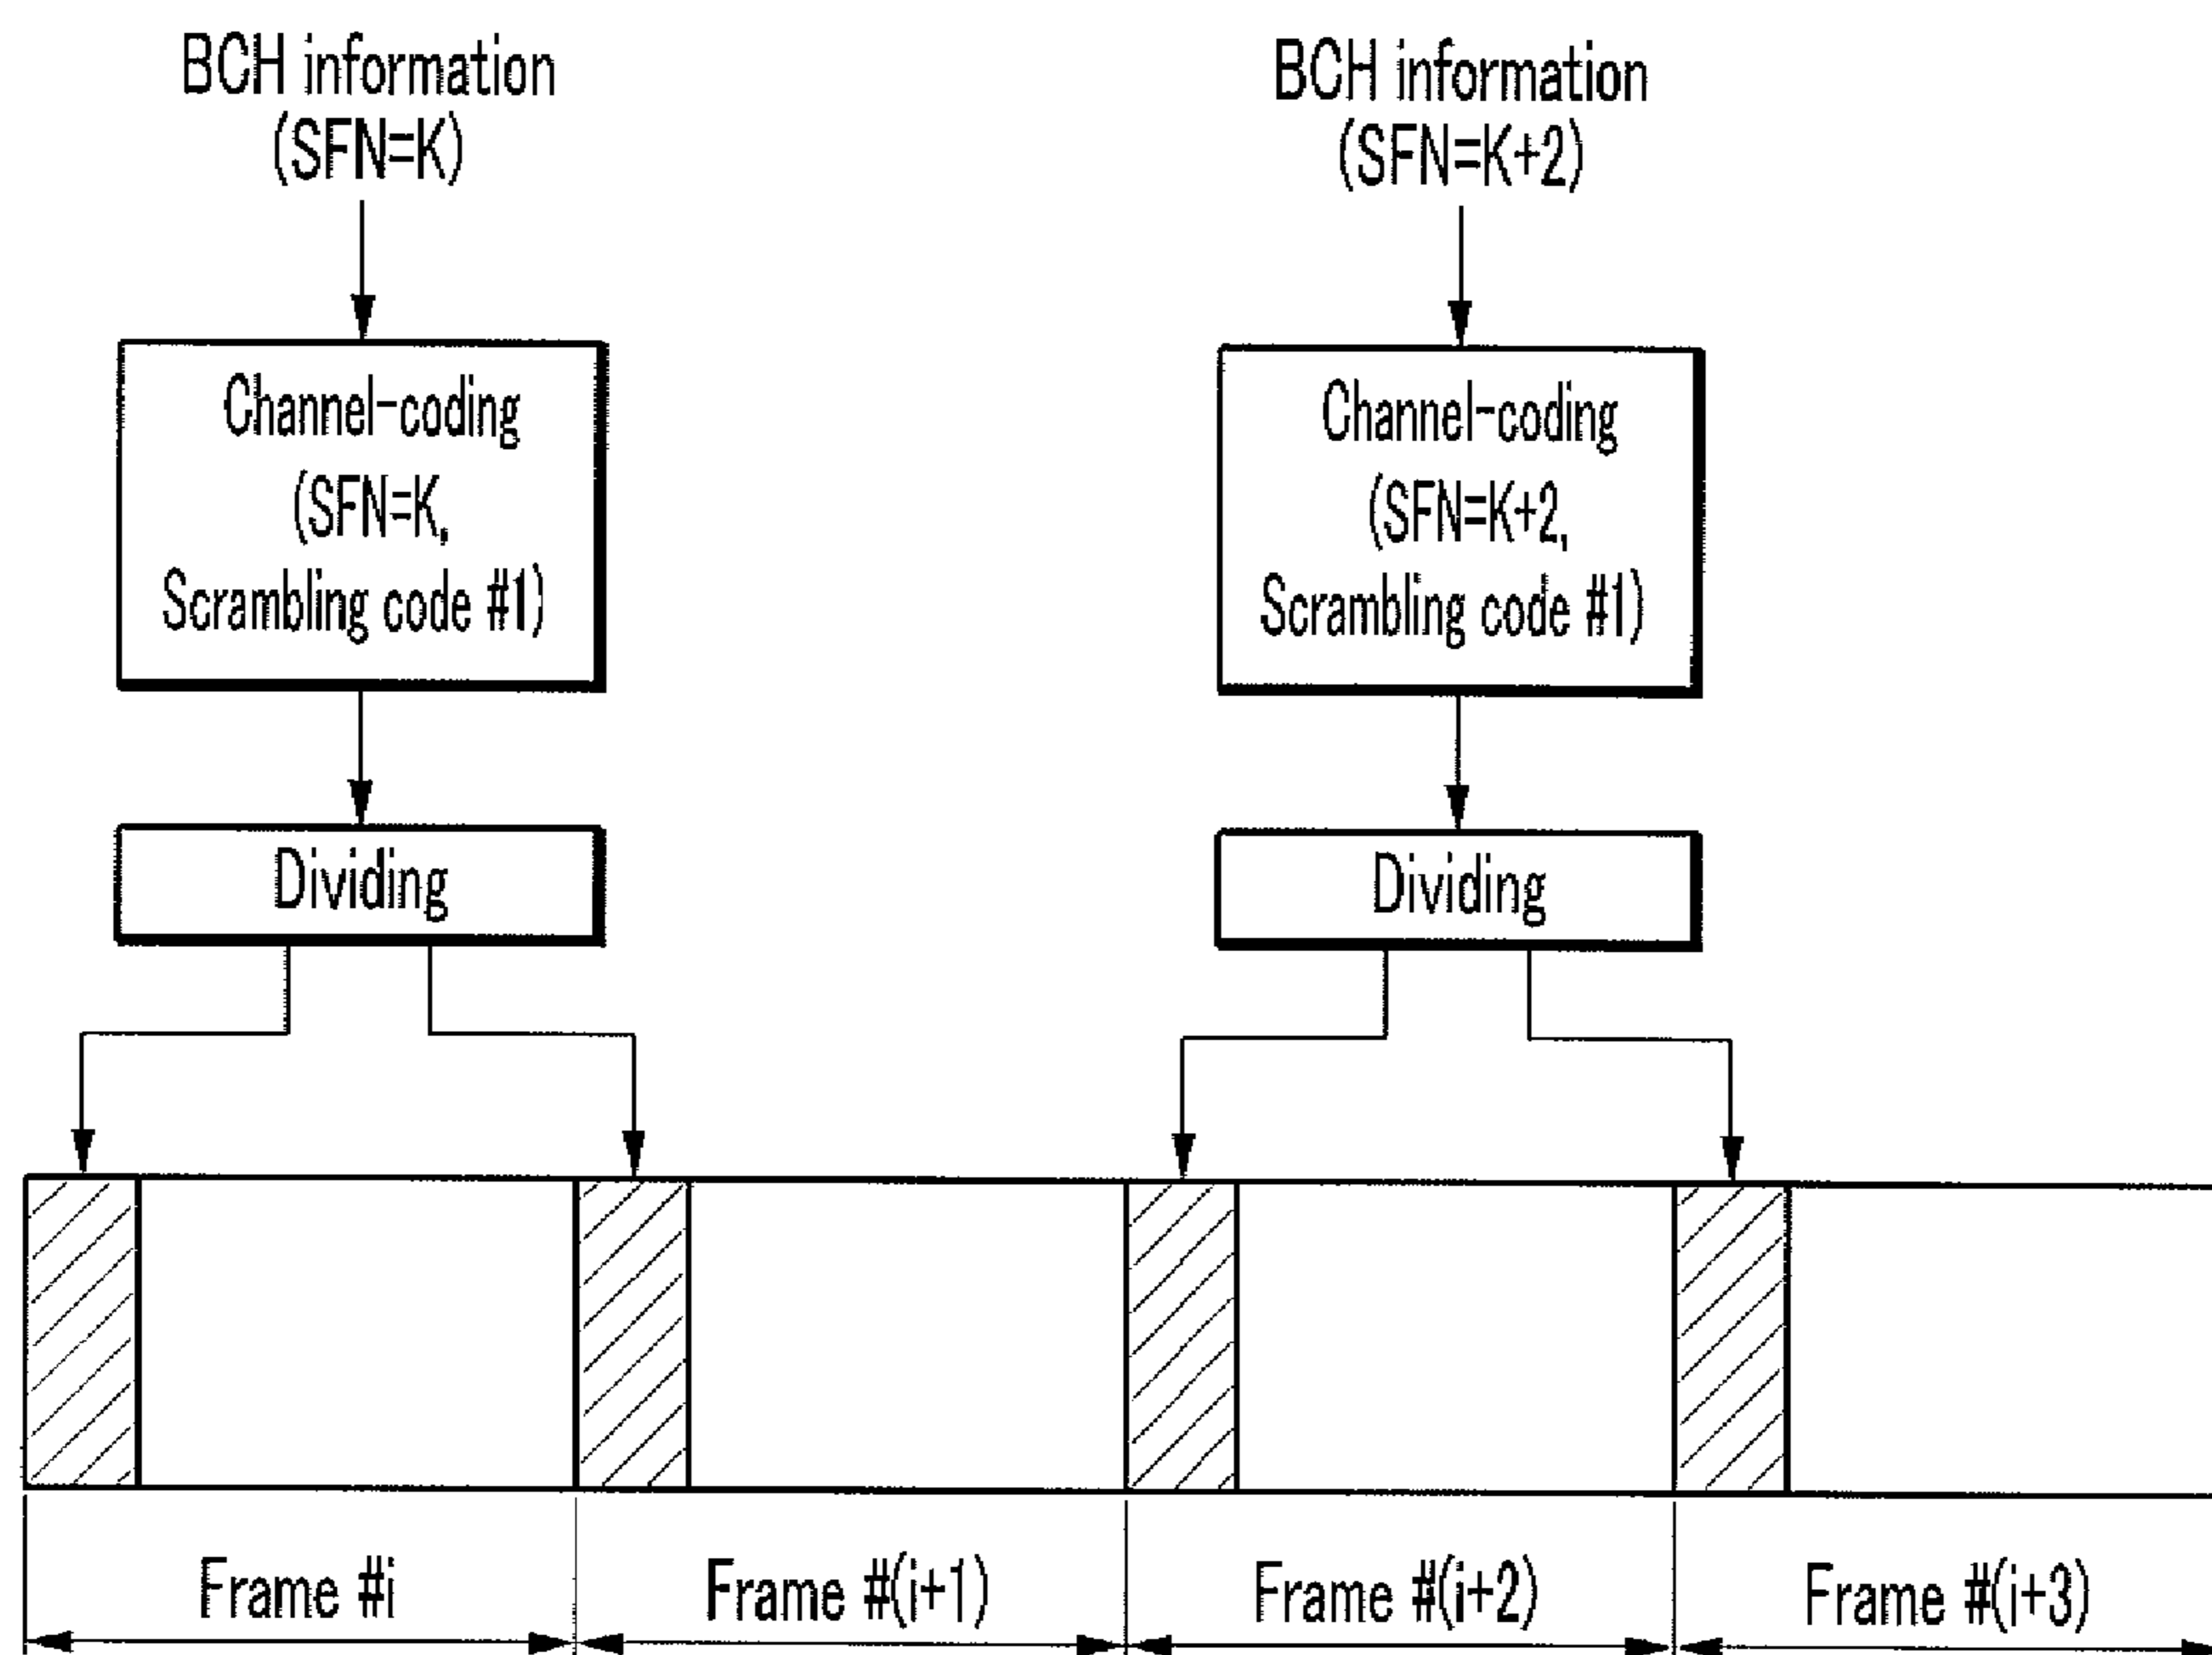 BCH information
(SFN=K)
BCH information
(SFN=K+2)
Channel-coding
(SFN=K,
Scrambling code #1)
Channel-coding
(SFN=K+2,
Scrambling code #1)
Dividing
Dividing
Frame #i
Frame #(i+1)
Frame #(i+2)
Frame #(i+3)